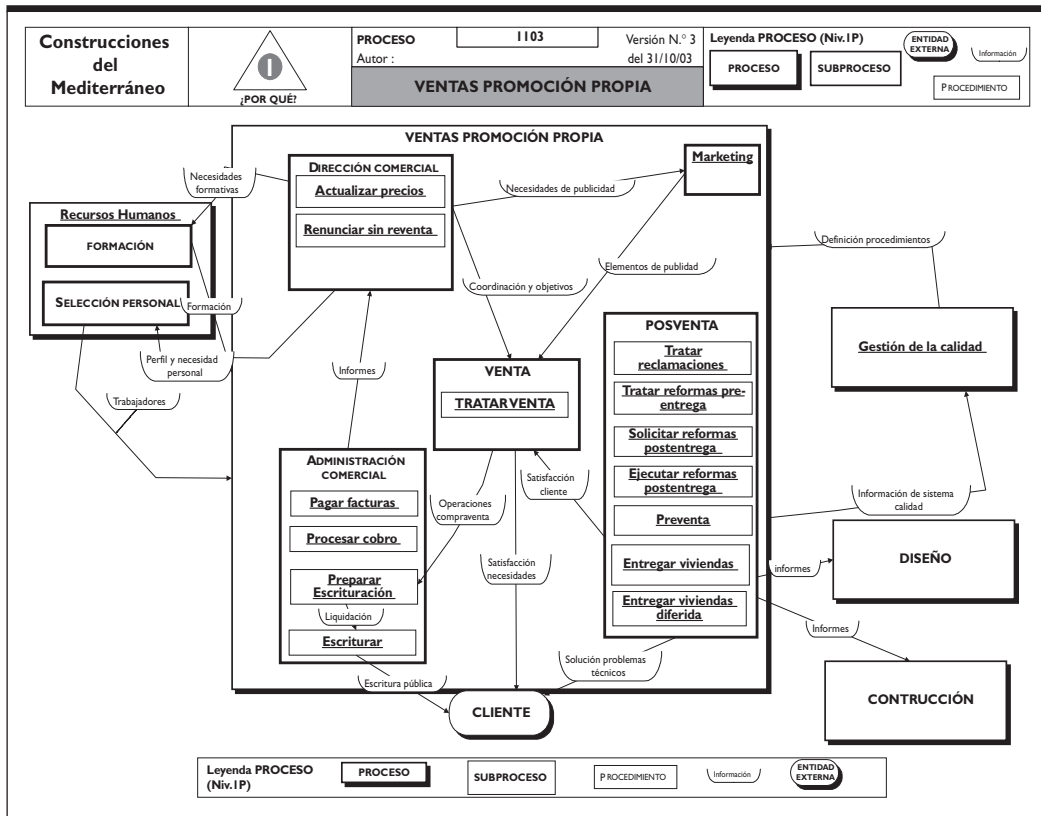 Construcciones
del
Mediterráneo
¿POR QUÉ?
PROCESO
1103
Versión N.º 3
Autor :
del 31/10/03
VENTAS PROMOCIÓN PROPIA
Leyenda PROCESO (Niv.IP)
PROCESO
SUBPROCESO
ENTIDAD
EXTERNA
Información
PROCEDIMIENTO
VENTAS PROMOCIÓN PROPIA
DIRECCIÓN COMERCIAL
Actualizar precios
Renunciar sin reventa
Marketing
Necesidades
formativas
Necesidades de publicidad
Recursos Humanos
FORMACIÓN
SELECCIÓN PERSONAL
Formación
Definición procedimientos
Elementos de publidad
Coordinación y objetivos
Perfil y necesidad
personal
Trabajadores
Informes
VENTA
TRATAR VENTA
POSVENTA
Tratar
reclamaciones
Tratar reformas pre-
entrega
Solicitar reformas
postentrega
Ejecutar reformas
postentrega
Preventa
Entregar viviendas
Entregar viviendas
diferida
Gestión de la calidad
ADMINISTRACIÓN
COMERCIAL
Pagar facturas
Procesar cobro
Preparar
Escrituración
Liquidación
Escriturar
Operaciones
compraventa
Satisfacción
cliente
Satisfacción
necesidades
Información de sistema
calidad
DISEÑO
informes
Informes
CONTRUCCIÓN
Solución problemas
técnicos
Escritura pública
CLIENTE
Leyenda PROCESO
(Niv.IP)
PROCESO
SUBPROCESO
PROCEDIMIENTO
Información
ENTIDAD
EXTERNA